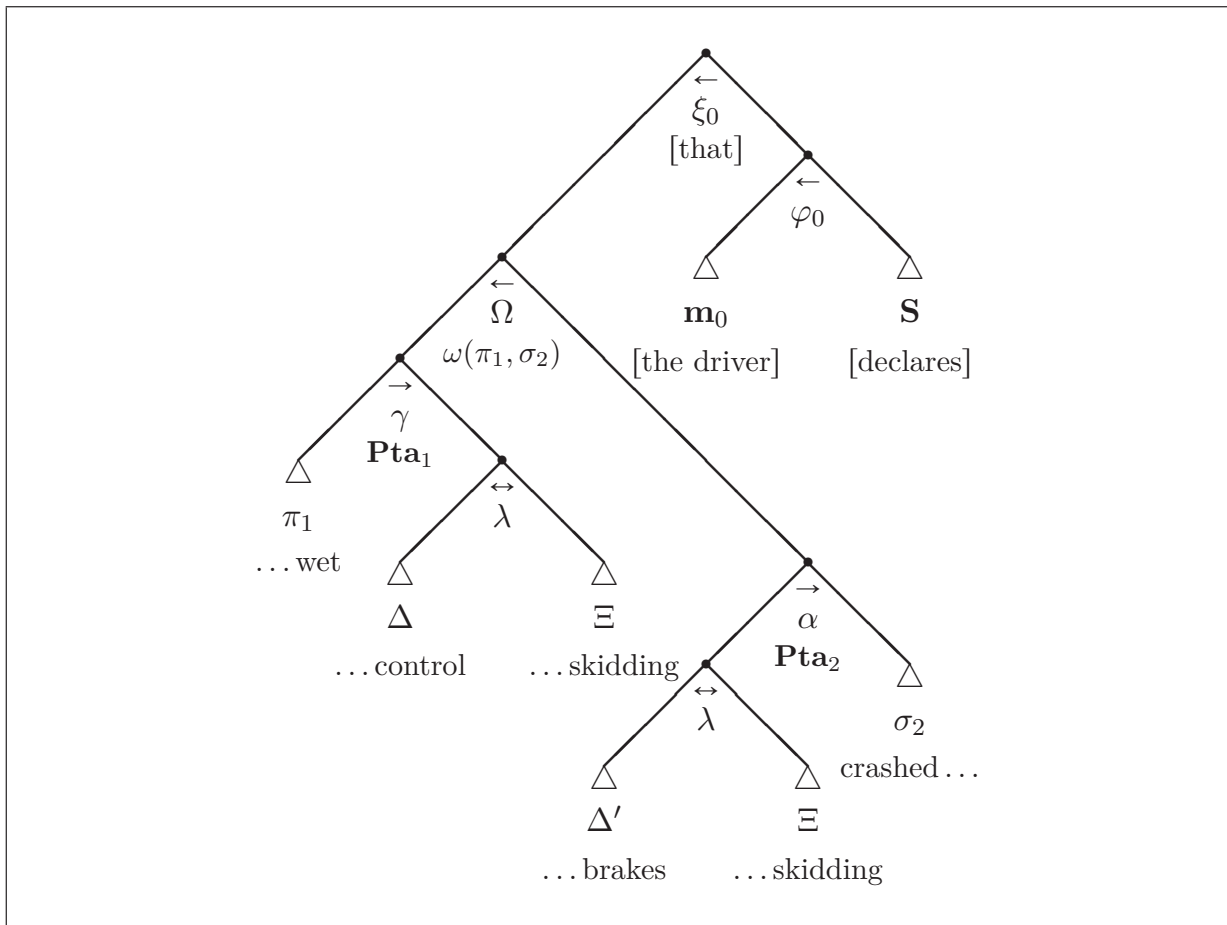 ←
ξ₀
[that]
←
φ₀
←
Ω
ω(π₁, σ₂)
m₀
S
[the driver]
[declares]
→
γ
Pta₁
π₁
... wet
↔
λ
Δ
Ξ
... control
... skidding
→
α
Pta₂
↔
λ
σ₂
crashed ...
Δ′
Ξ
... brakes
... skidding